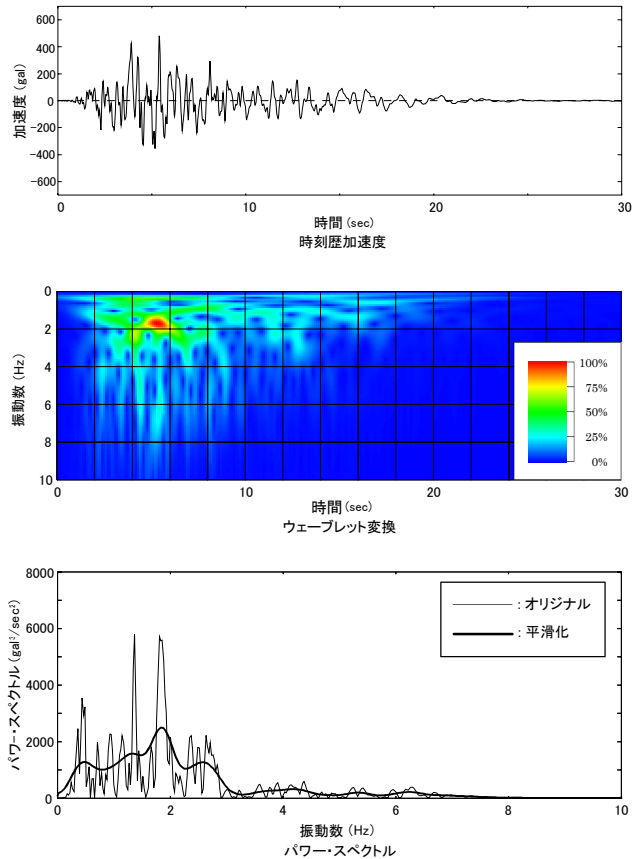 600
400
200
0
-200
-400
-600
加速度 (gal)
0 10 20 30
時間 (sec)
時刻歴加速度
0
2
4
6
8
10
振動数 (Hz)
100%
75%
50%
25%
0%
0 10 20 30
時間 (sec)
ウェーブレット変換
8000
6000
4000
2000
0
パワー・スペクトル (gal²/sec²)
: オリジナル
: 平滑化
0 2 4 6 8 10
振動数 (Hz)
パワー・スペクトル